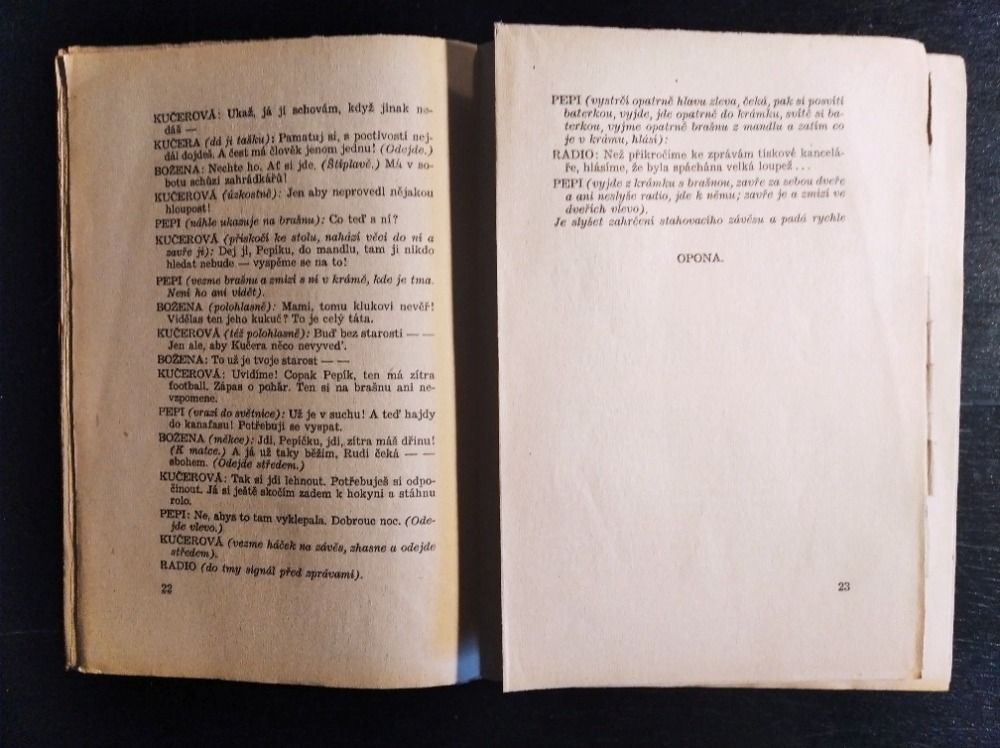 KUČEROVÁ: Ukaž, já ji schovám, když jinak ne-
dáš —
KUČERA (dá ji tašku): Pamatuj si, s poctivostí nej-
dál dojdeš. A čest má člověk jenom jednu! (Odejde.)
BOŽENA: Nechte ho. Ať si jde. (Štiplavě.) Má v so-
botu schůzi zahrádkářů!
KUČEROVÁ (úzkostně): Jen aby neprovedl nějakou
hloupost!
PEPI (náhle ukazuje na brašnu): Co teď s ní?
KUČEROVÁ (přiskočí ke stolu, nahází věci do ní a
zavře ji): Dej ji, Pepíku, do mandlu, tam ji nikdo
hledat nebude — vyspěme se na to!
PEPI (vezme brašnu a zmizí s ní v krámě, kde je tma.
Není ho ani vidět).
BOŽENA (polohlasně): Mami, tomu klukovi nevěř!
Vidělas ten jeho kukuč? To je celý táta.
KUČEROVÁ (též polohlasně): Buď bez starosti — —
Jen ale, aby Kučera něco nevyveď.
BOŽENA: To už je tvoje starost — —
KUČEROVÁ: Uvidíme! Copak Pepík, ten má zítra
football. Zápas o pohár. Ten si na brašnu ani ne-
vzpomene.
PEPI (vrazí do světnice): Už je v suchu! A teď hajdy
do kanafasu! Potřebuji se vyspat.
BOŽENA (měkce): Jdi, Pepíčku, jdi, zítra máš dřinu!
(K matce.) A já už taky běžím, Rudi čeká — —
sbohem. (Odejde středem.)
KUČEROVÁ: Tak si jdi lehnout. Potřebuješ si odpo-
činout. Já si ještě skočím zadem k hokyni a stáhnu
rolo.
PEPI: Ne, abys to tam vyklepala. Dobrouc noc. (Ode-
jde vlevo.)
KUČEROVÁ (vezme háček na závěs, zhasne a odejde
středem).
RADIO (do tmy signál před zprávami).
22
PEPI (vystrčí opatrně hlavu zleva, čeká, pak si posvítí
baterkou, vyjde, jde opatrně do krámku, svítě si ba-
terkou, vyjme opatrně brašnu z mandlu a zatím co
je v krámu, hlásí):
RADIO: Než přikročíme ke zprávám tiskové kancelá-
ře, hlásíme, že byla spáchána velká loupež...
PEPI (vyjde z krámku s brašnou, zavře za sebou dveře
a ani neslyše radio, jde k němu; zavře je a zmizí ve
dveřích vlevo).
Je slyšet zahrčení stahovacího závěsu a padá rychle
OPONA.
23